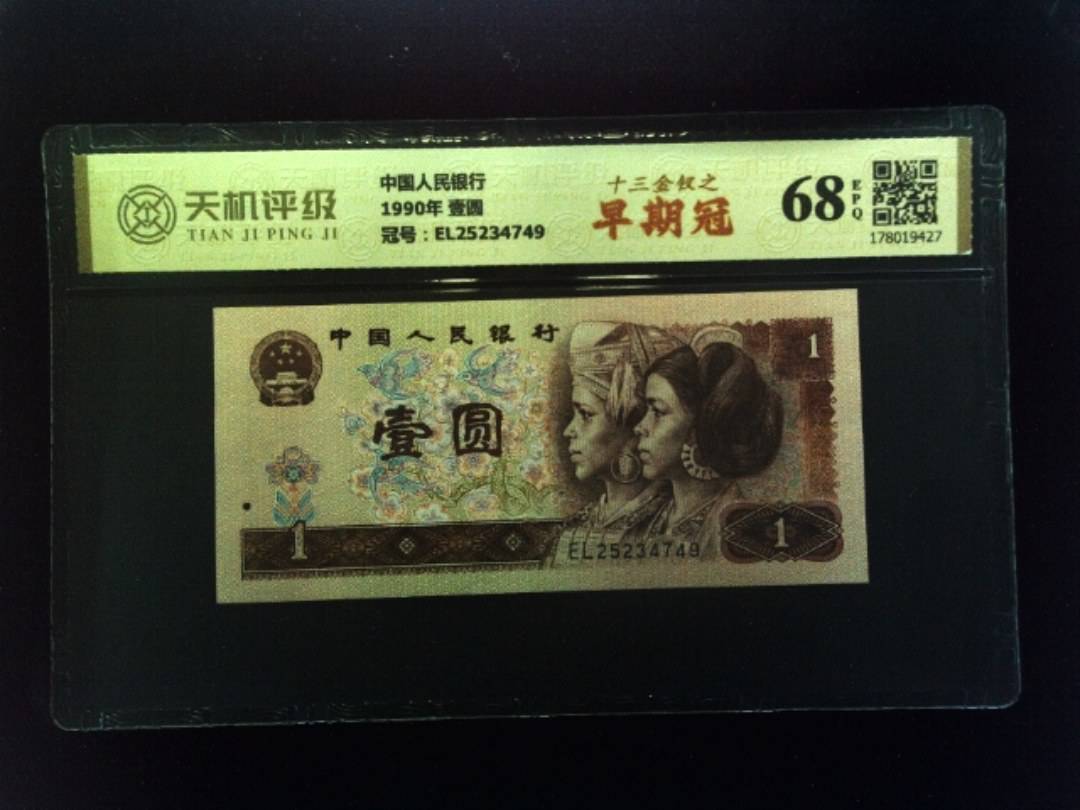 天机评级
TIAN JI PING JI
中国人民银行
1990年 壹圆
冠号：EL25234749
十三金钗之
早期冠
68
EPQ
178019427
中国人民银行
1
壹圆
1
EL25234749
1